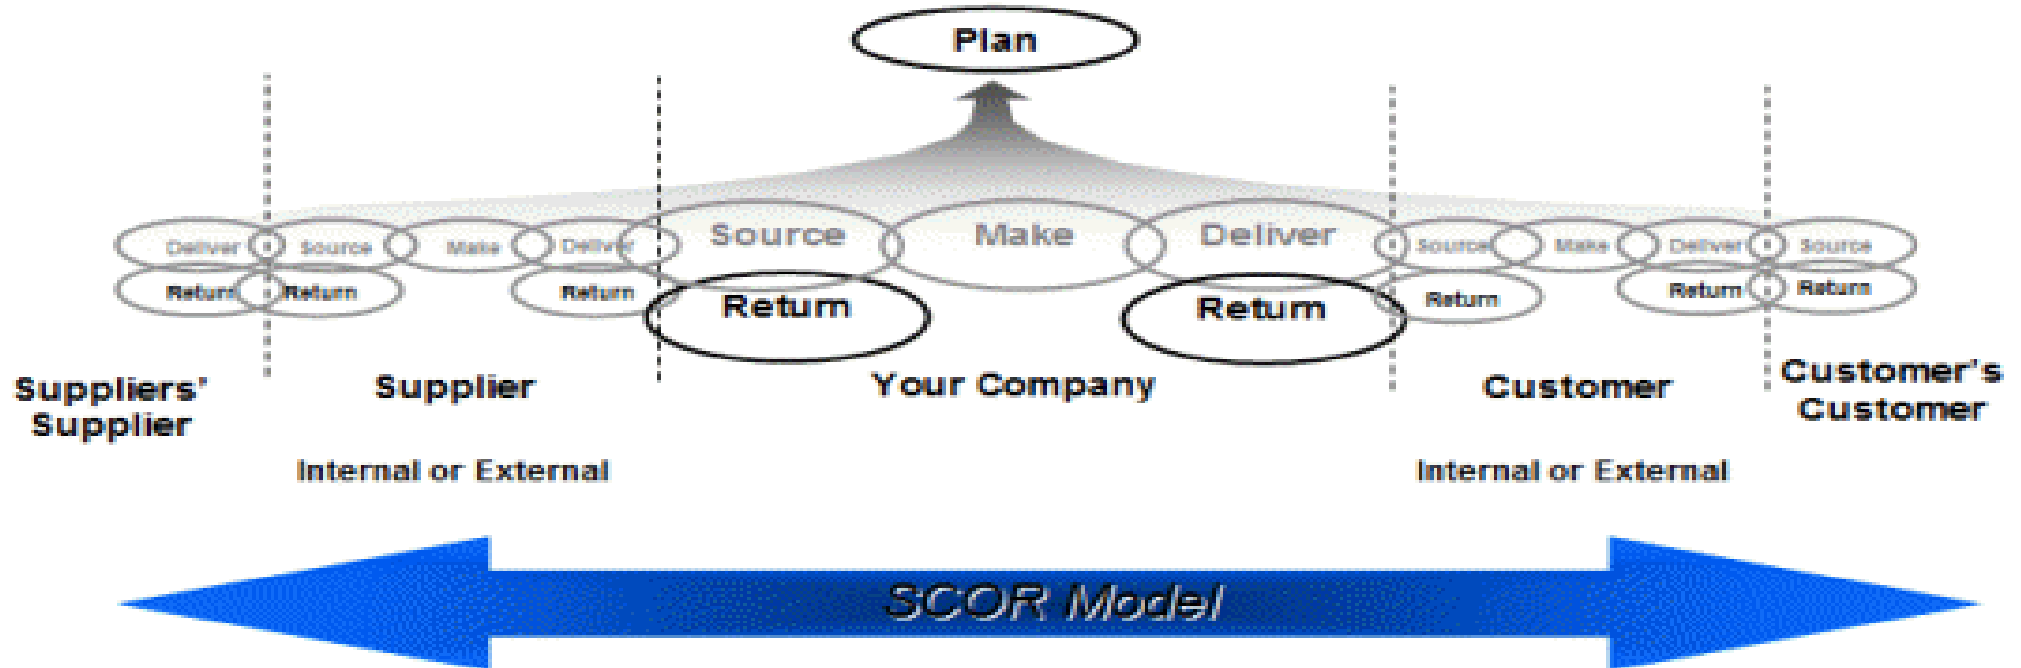 Plan
Deliver Source Make Deliver Source Make Deliver Source Make Deliver Source
Return Return Return Return Return Return Return Return
Suppliers' Supplier Your Company Customer Customer's
Supplier Customer
Internal or External Internal or External
SCOR Model